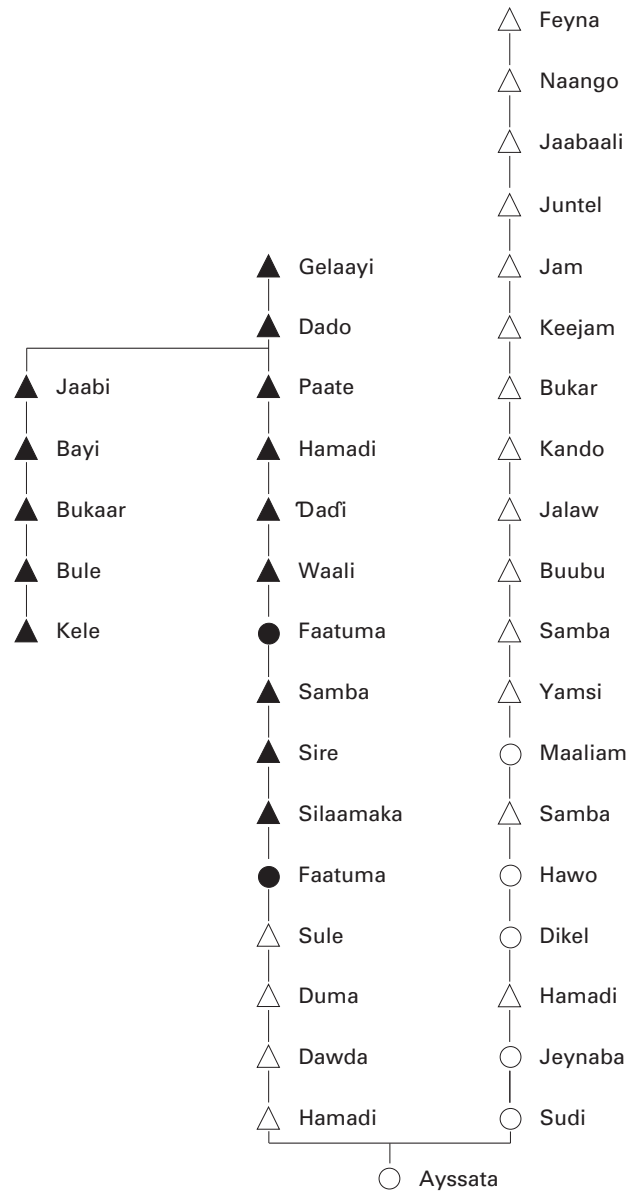 Feyna
Naango
Jaabaali
Juntel
Gelaayi
Jam
Dado
Keejam
Jaabi
Paate
Bukar
Bayi
Hamadi
Kando
Bukaar
Ɗaɗi
Jalaw
Bule
Waali
Buubu
Kele
Faatuma
Samba
Samba
Yamsi
Sire
Maaliam
Silaamaka
Samba
Faatuma
Hawo
Sule
Dikel
Duma
Hamadi
Dawda
Jeynaba
Hamadi
Sudi
Ayssata